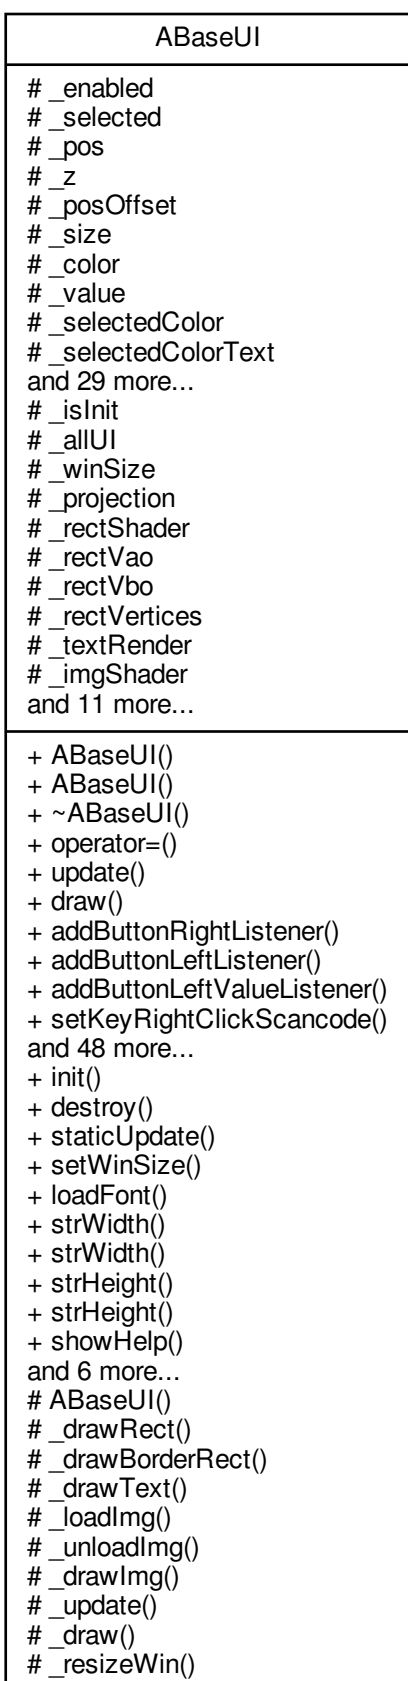 ABaseUI
# _enabled
# _selected
# _pos
# _z
# _posOffset
# _size
# _color
# _value
# _selectedColor
# _selectedColorText
and 29 more...
# _isInit
# _allUI
# _winSize
# _projection
# _rectShader
# _rectVao
# _rectVbo
# _rectVertices
# _textRender
# _imgShader
and 11 more...
+ ABaseUI()
+ ABaseUI()
+ ~ABaseUI()
+ operator=()
+ update()
+ draw()
+ addButtonRightListener()
+ addButtonLeftListener()
+ addButtonLeftValueListener()
+ setKeyRightClickScancode()
and 48 more...
+ init()
+ destroy()
+ staticUpdate()
+ setWinSize()
+ loadFont()
+ strWidth()
+ strWidth()
+ strHeight()
+ strHeight()
+ showHelp()
and 6 more...
# ABaseUI()
# _drawRect()
# _drawBorderRect()
# _drawText()
# _loadImg()
# _unloadImg()
# _drawImg()
# _update()
# _draw()
# _resizeWin()